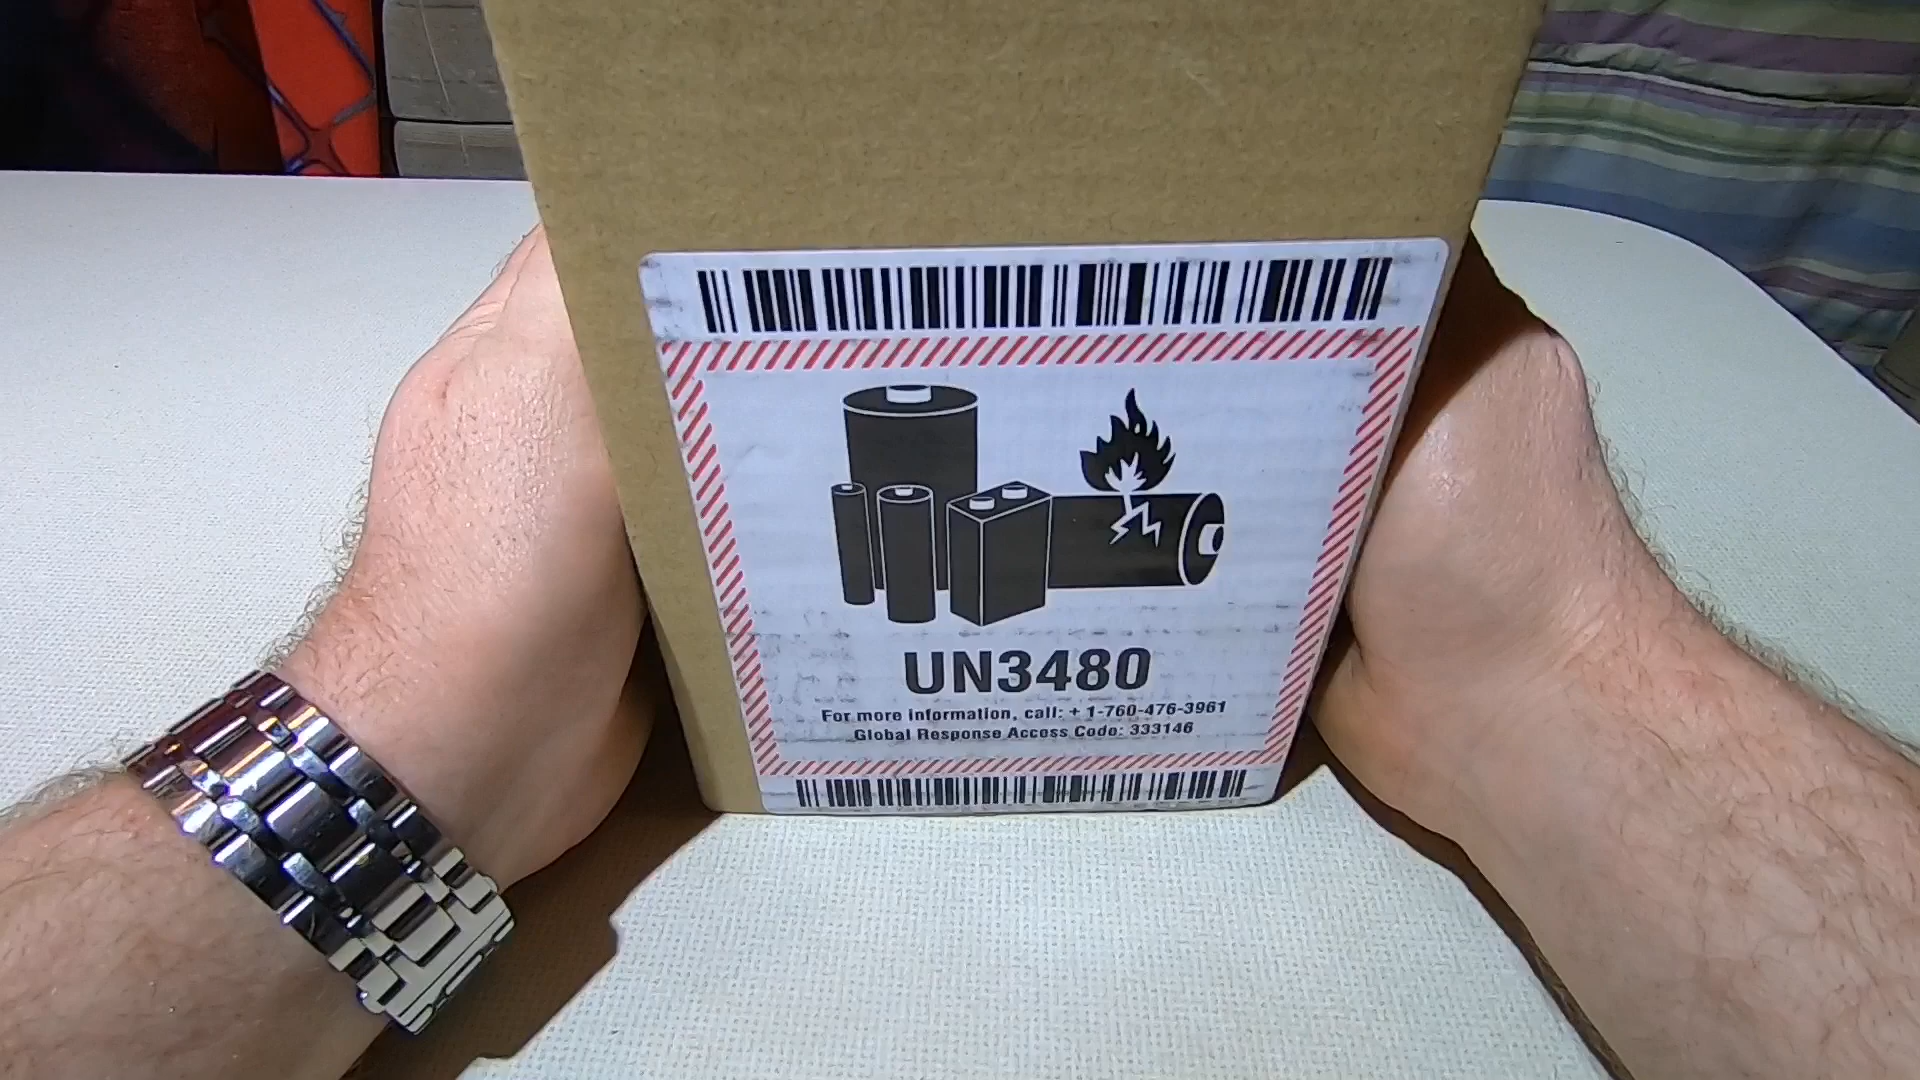 UN3480
For more information, call: + 1-760-476-3961
Global Response Access Code: 333146